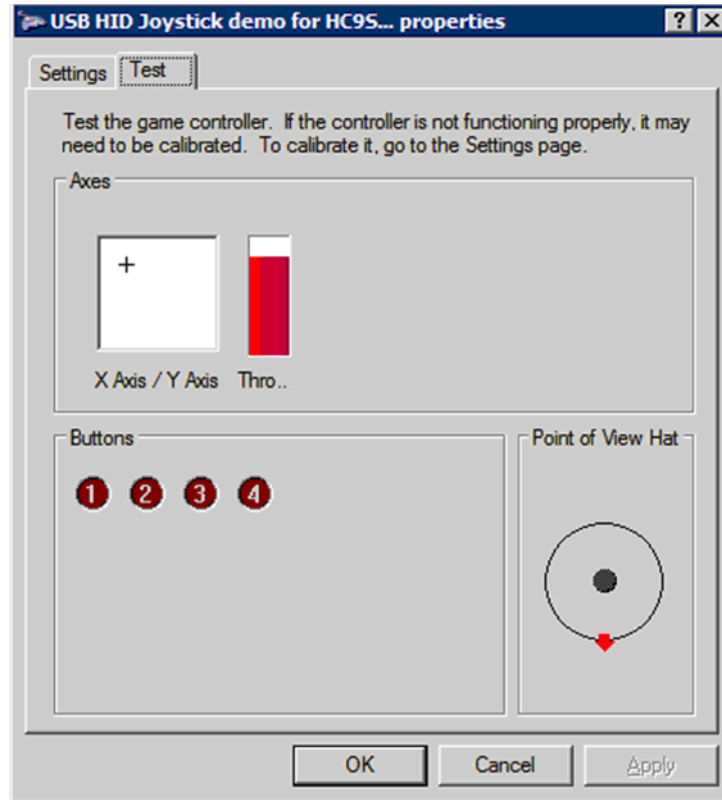 USB HID Joystick demo for HC9S... properties
Settings Test
Test the game controller. If the controller is not functioning properly, it may
need to be calibrated. To calibrate it, go to the Settings page.
Axes
X Axis / Y Axis Thro..
Buttons
Point of View Hat
1 2 3 4
OK Cancel Apply